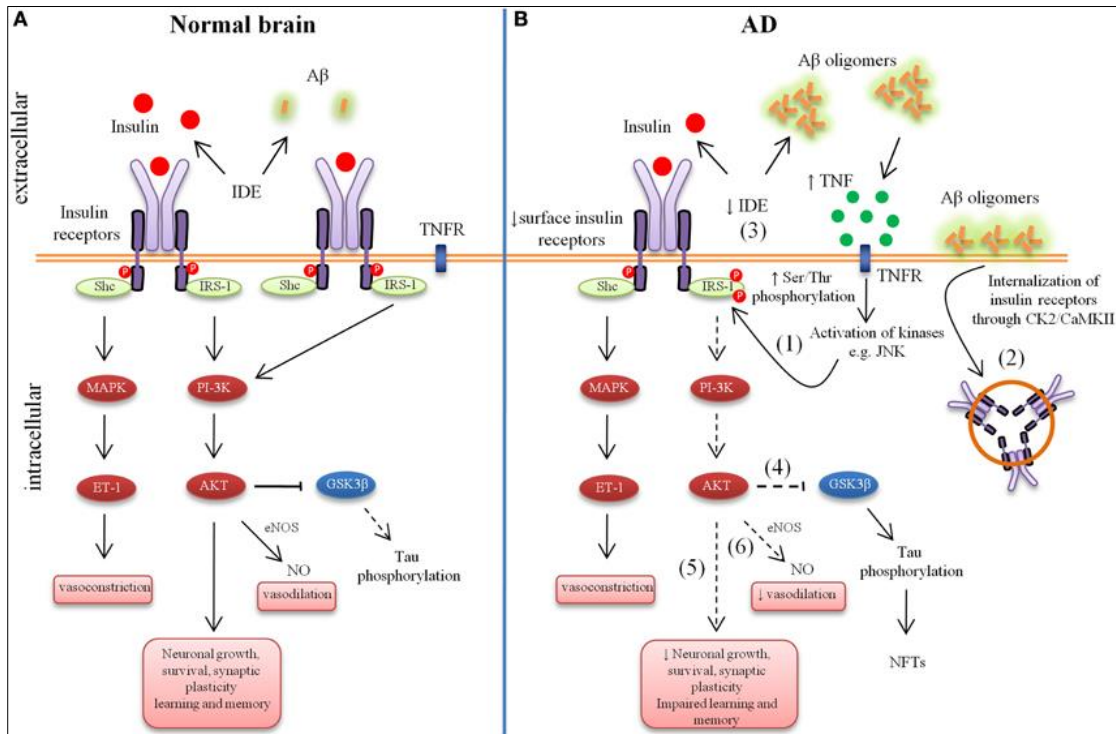 A
Normal brain
extracellular
intracellular
Aβ
Insulin
IDE
Insulin
receptors
TNFR
P
P
P
P
Shc
IRS-1
Shc
IRS-1
MAPK
PI-3K
ET-1
AKT
GSK3β
eNOS
Tau
phosphorylation
NO
vasoconstriction
vasodilation
Neuronal growth,
survival, synaptic
plasticity
learning and memory
B
AD
Aβ oligomers
Insulin
↑ TNF
↓ IDE
(3)
↓surface insulin
receptors
Aβ oligomers
TNFR
Shc
IRS-1
P
P
↑ Ser/Thr
phosphorylation
Internalization of
insulin receptors
through CK2/CaMKII
(1)
Activation of kinases
e.g. JNK
(2)
MAPK
PI-3K
ET-1
AKT
(4)
GSK3β
eNOS
(5)
(6)
Tau
phosphorylation
NO
vasoconstriction
↓ vasodilation
NFTs
↓ Neuronal growth,
survival, synaptic
plasticity
Impaired learning and
memory